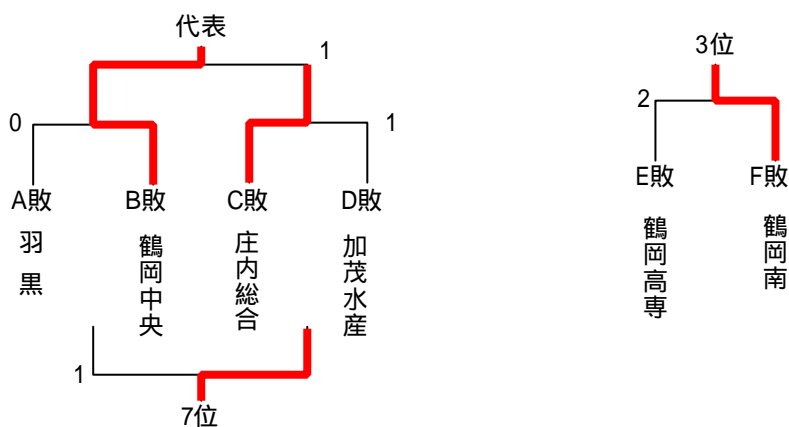 代表
1
0
1
A敗
B敗
C敗
D敗
羽黒
鶴岡中央
庄内総合
加茂水産
1
7位
3位
2
E敗
F敗
鶴岡高専
鶴岡南